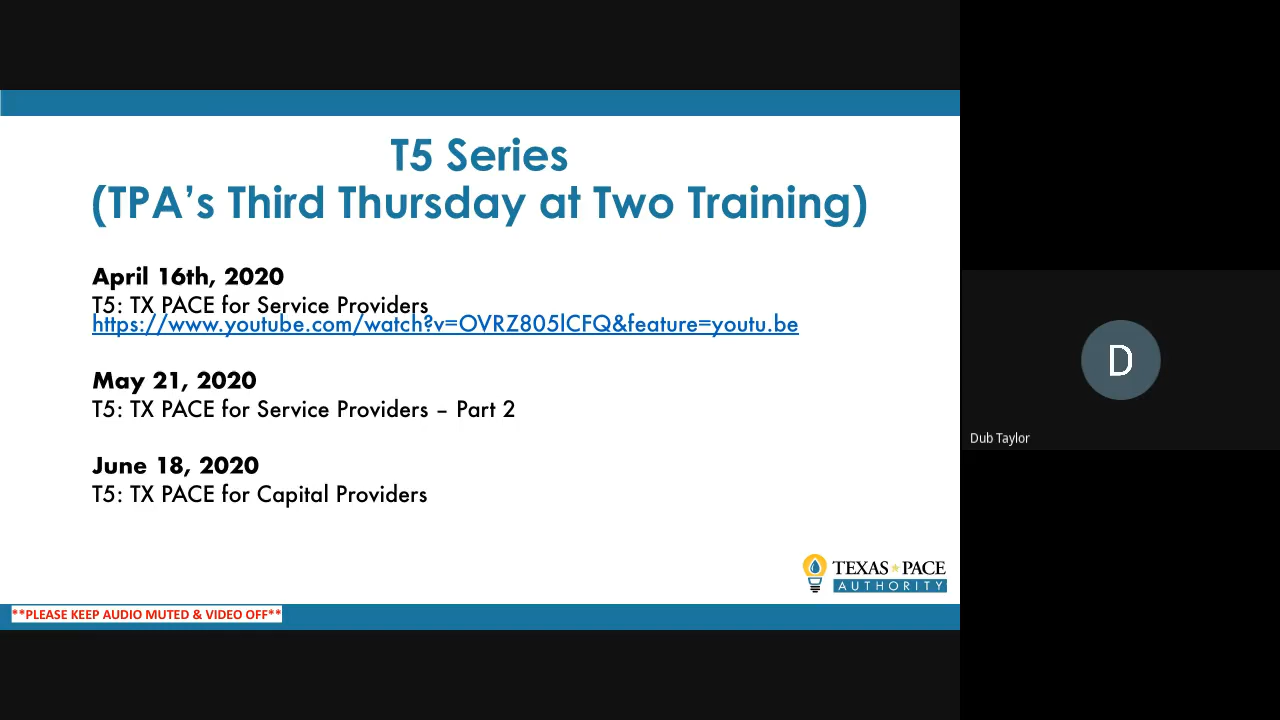 T5 Series
(TPA's Third Thursday at Two Training)
April 16th, 2020
T5: TX PACE for Service Providers
https://www.youtube.com/watch?v=OVRZ805lCFQ&feature=youtu.be
May 21, 2020
T5: TX PACE for Service Providers – Part 2
June 18, 2020
T5: TX PACE for Capital Providers
TEXAS PACE
AUTHORITY
**PLEASE KEEP AUDIO MUTED & VIDEO OFF**
D
Dub Taylor